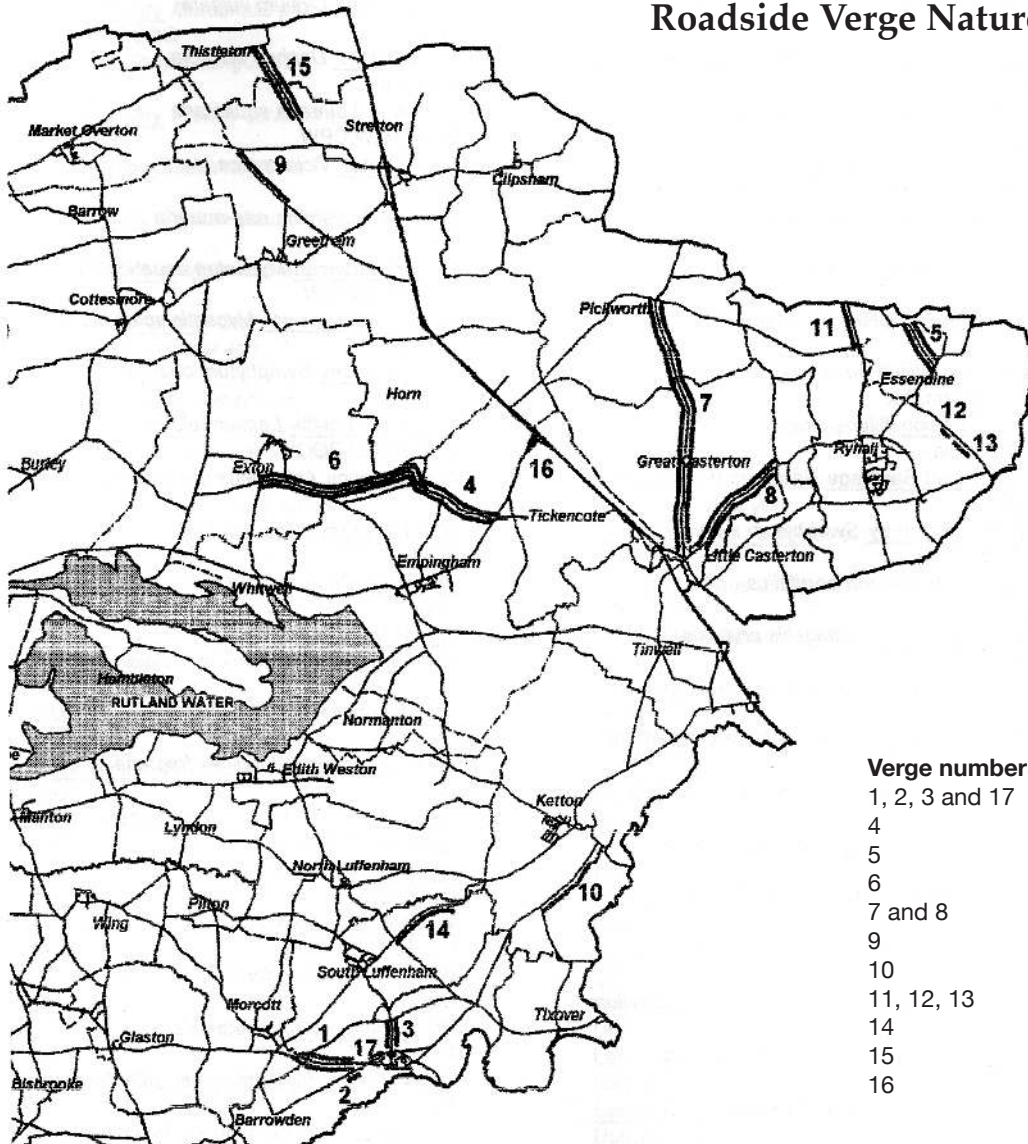 Roadside Verge Nature
Thistleton
15
Market Overton
Stretton
9
Clipsham
Barrow
Greetham
Cottesmore
Pickworth
11
5
Essendine
Horn
7
12
13
Burley
Exton
6
16
Great Casterton
Ryhall
4
8
Tickencote
Little Casterton
Empingham
Whitwell
Tinwell
Hambleton
RUTLAND WATER
Normanton
Edith Weston
Ketton
Manton
Lyndon
North Luffenham
10
Pilton
Wing
14
South Luffenham
Morcott
Tixover
1
17
3
Glaston
Bisbrooke
2
Barrowden
Verge number
1, 2, 3 and 17
4
5
6
7 and 8
9
10
11, 12, 13
14
15
16